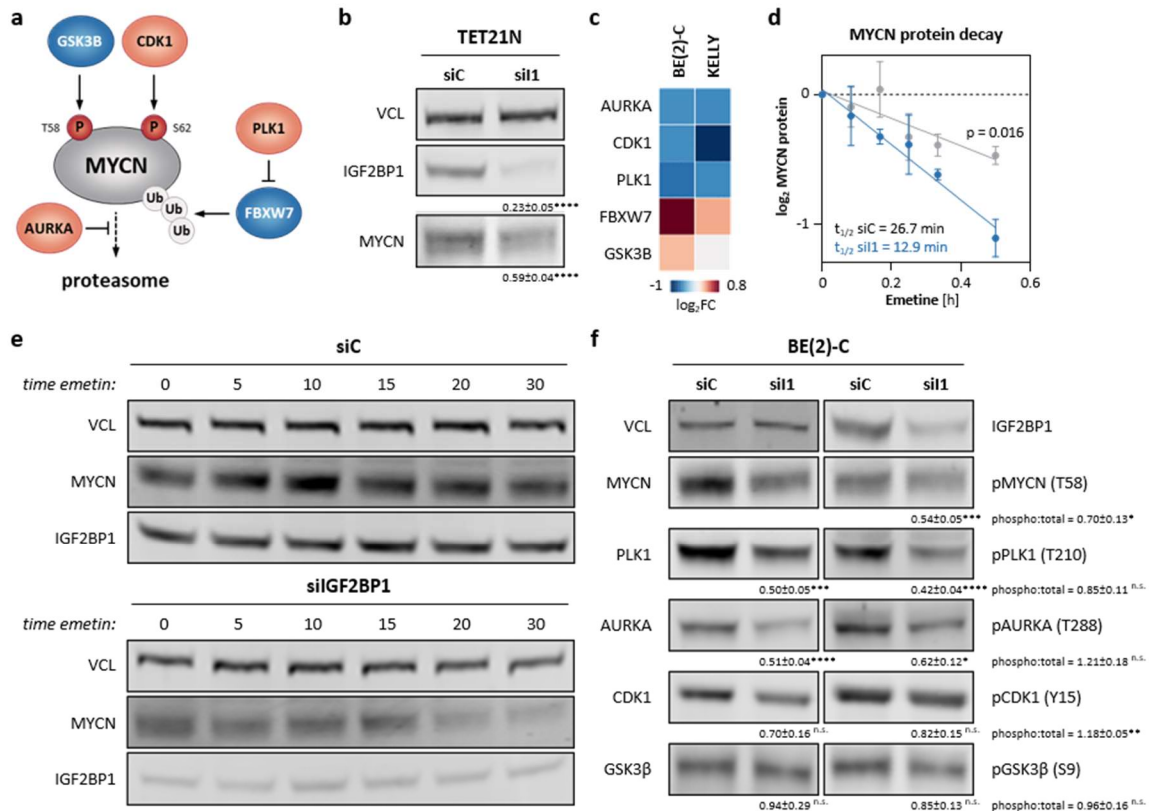 a
GSK3B
CDK1
T58
P
P
S62
MYCN
PLK1
Ub
Ub
Ub
FBXW7
AURKA
proteasome
b
TET21N
siC
siI1
VCL
IGF2BP1
0.23±0.05****
MYCN
0.59±0.04****
c
BE(2)-C
KELLY
AURKA
CDK1
PLK1
FBXW7
GSK3B
-1
0.8
log₂FC
d
MYCN protein decay
log₂ MYCN protein
0
-1
p = 0.016
t₁/₂ siC = 26.7 min
t₁/₂ siI1 = 12.9 min
0
0.2
0.4
0.6
Emetine [h]
e
siC
time emetin: 0 5 10 15 20 30
VCL
MYCN
IGF2BP1
siIGF2BP1
time emetin: 0 5 10 15 20 30
VCL
MYCN
IGF2BP1
f
BE(2)-C
siC siI1 siC siI1
VCL IGF2BP1
MYCN pMYCN (T58)
0.54±0.05*** phospho:total = 0.70±0.13*
PLK1 pPLK1 (T210)
0.50±0.05*** 0.42±0.04**** phospho:total = 0.85±0.11 n.s.
AURKA pAURKA (T288)
0.51±0.04**** 0.62±0.12* phospho:total = 1.21±0.18 n.s.
CDK1 pCDK1 (Y15)
0.70±0.16 n.s. 0.82±0.15 n.s. phospho:total = 1.18±0.05**
GSK3β pGSK3β (S9)
0.94±0.29 n.s. 0.85±0.13 n.s. phospho:total = 0.96±0.16 n.s.